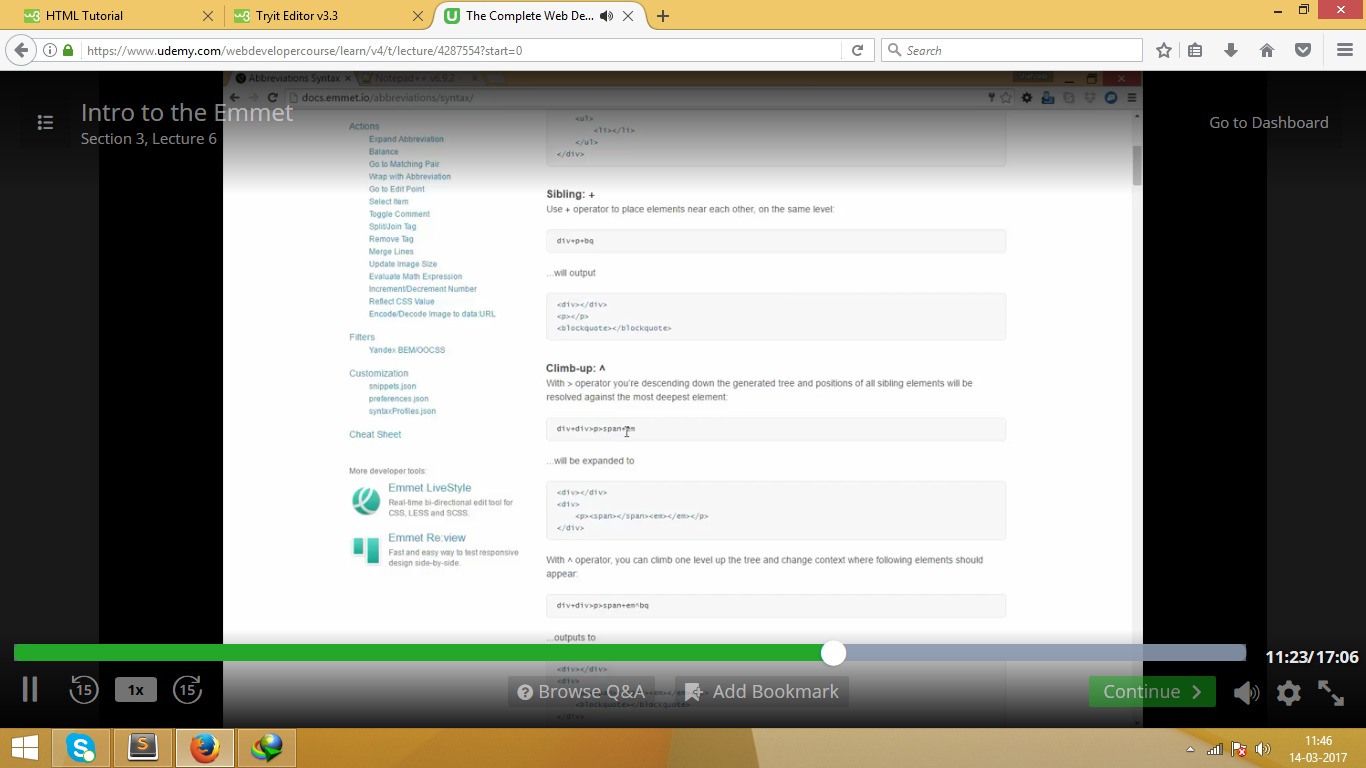 HTML Tutorial
Tryit Editor v3.3
The Complete Web De...
https://www.udemy.com/webdevelopercourse/learn/v4/t/lecture/4287554?start=0
Search
Abbreviations Syntax
Notepad++ v6.9.2
docs.emmet.io/abbreviations/syntax/
Intro to the Emmet
Section 3, Lecture 6
Go to Dashboard
Actions
Expand Abbreviation
Balance
Go to Matching Pair
Wrap with Abbreviation
Go to Edit Point
Select Item
Toggle Comment
Split/Join Tag
Remove Tag
Merge Lines
Update Image Size
Evaluate Math Expression
Increment/Decrement Number
Reflect CSS Value
Encode/Decode Image to data:URL
Filters
Yandex BEM/OOCSS
Customization
snippets.json
preferences.json
syntaxProfiles.json
Cheat Sheet
More developer tools:
Emmet LiveStyle
Real-time bi-directional edit tool for
CSS, LESS and SCSS.
Emmet Re:view
Fast and easy way to test responsive
design side-by-side.
<ul>
<li></li>
</ul>
</div>
Sibling: +
Use + operator to place elements near each other, on the same level:
div+p+bq
...will output
<div></div>
<p></p>
<blockquote></blockquote>
Climb-up: ^
With > operator you're descending down the generated tree and positions of all sibling elements will be
resolved against the most deepest element:
div+div>p>span+em
...will be expanded to
<div></div>
<div>
<p><span></span><em></em></p>
</div>
With ^ operator, you can climb one level up the tree and change context where following elements should
appear:
div+div>p>span+em^bq
...outputs to
<div></div>
<div>
</div>
11:23/17:06
15
1x
15
Browse Q&A
Add Bookmark
Continue
11:46
14-03-2017